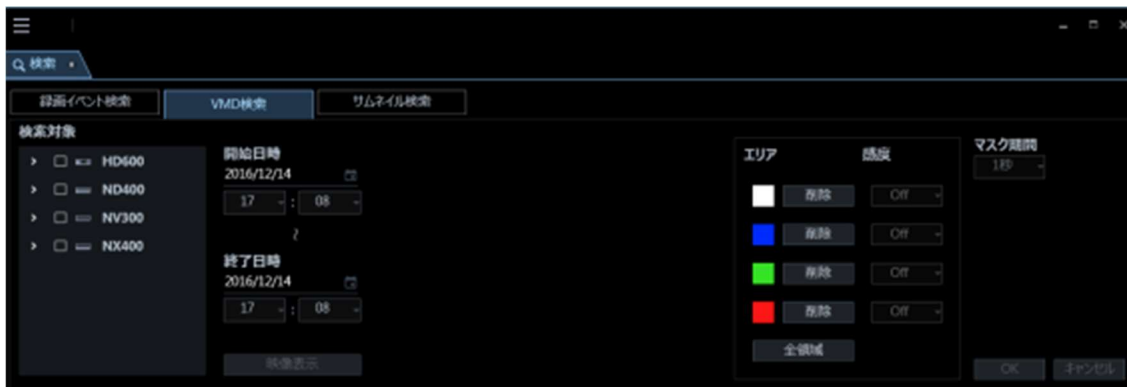 検索
録画イベント検索 VMD検索 サムネイル検索
検索対象
HD600
ND400
NV300
NX400
開始日時
2016/12/14
17 : 08
~
終了日時
2016/12/14
17 : 08
映像表示
エリア 感度
削除 Off
削除 Off
削除 Off
削除 Off
全領域
マスク期間
1秒
OK キャンセル